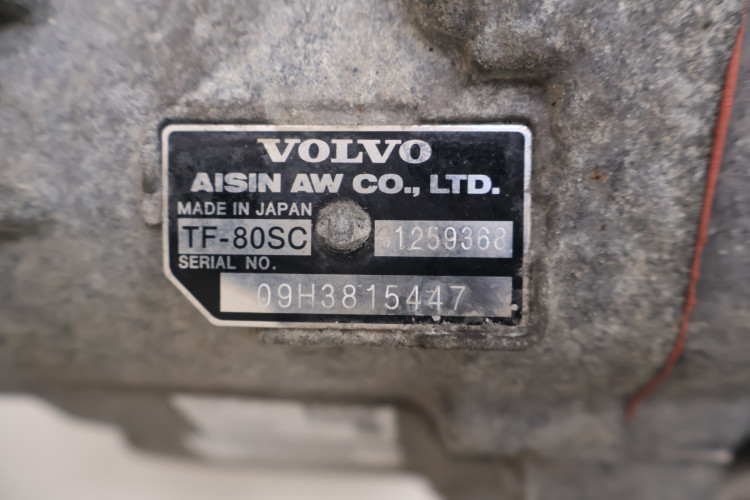 VOLVO
AISIN AW CO., LTD.
MADE IN JAPAN
TF-80SC 31259368
SERIAL NO.
09H3815447